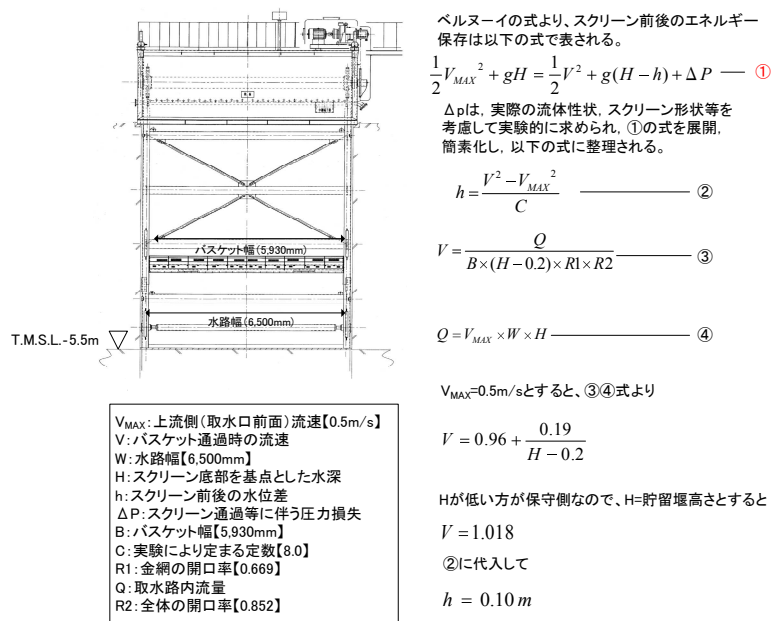 バスケット幅(5,930mm)
水路幅(6,500mm)
T.M.S.L.-5.5m
V_MAX:上流側(取水口前面)流速【0.5m/s】
V:バスケット通過時の流速
W:水路幅【6,500mm】
H:スクリーン底部を基点とした水深
h:スクリーン前後の水位差
ΔP:スクリーン通過等に伴う圧力損失
B:バスケット幅【5,930mm】
C:実験により定まる定数【8.0】
R1:金網の開口率【0.669】
Q:取水路内流量
R2:全体の開口率【0.852】
ベルヌーイの式より、スクリーン前後のエネルギー
保存は以下の式で表される。
1/2 V_MAX² + gH = 1/2 V² + g(H − h) + ΔP ①
Δpは, 実際の流体性状, スクリーン形状等を
考慮して実験的に求められ, ①の式を展開,
簡素化し, 以下の式に整理される。
h = (V² − V_MAX²) / C ②
V = Q / (B×(H−0.2)×R1×R2) ③
Q = V_MAX × W × H ④
V_MAX=0.5m/sとすると、③④式より
V = 0.96 + 0.19 / (H − 0.2)
Hが低い方が保守側なので、H=貯留堰高さとすると
V = 1.018
②に代入して
h = 0.10 m